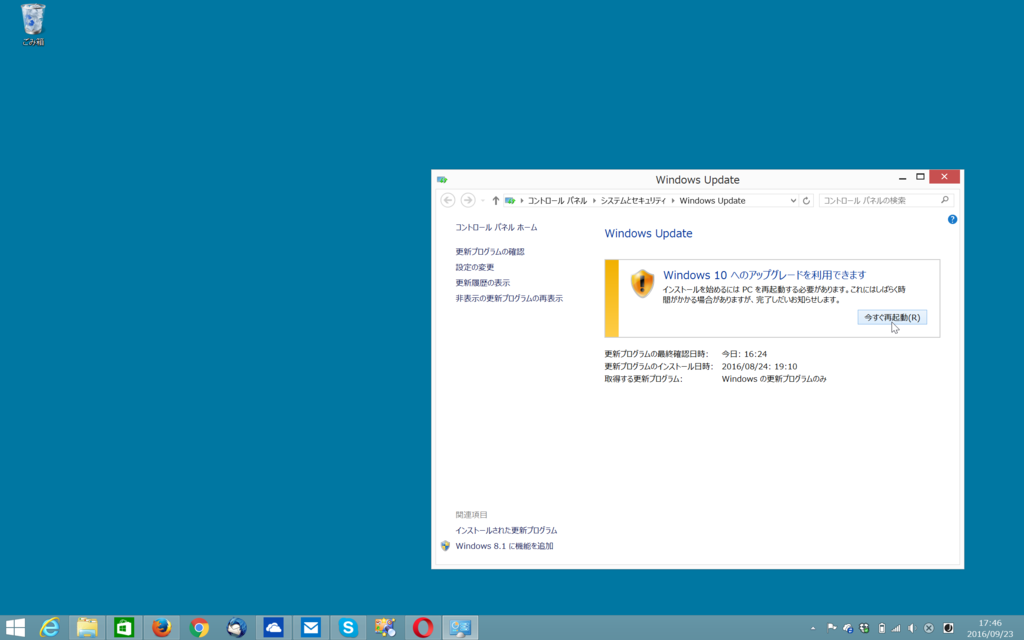 ごみ箱
Windows Update
コントロール パネル
システムとセキュリティ
Windows Update
コントロール パネルの検索
コントロール パネル ホーム
更新プログラムの確認
設定の変更
更新履歴の表示
非表示の更新プログラムの再表示
Windows Update
Windows 10 へのアップグレードを利用できます
インストールを始めるには PC を再起動する必要があります。これにはしばらく時
間がかかる場合がありますが、完了しだいお知らせします。
今すぐ再起動(R)
更新プログラムの最終確認日時: 今日: 16:24
更新プログラムのインストール日時: 2016/08/24: 19:10
取得する更新プログラム: Windows の更新プログラムのみ
関連項目
インストールされた更新プログラム
Windows 8.1 に機能を追加
17:46
2016/09/23